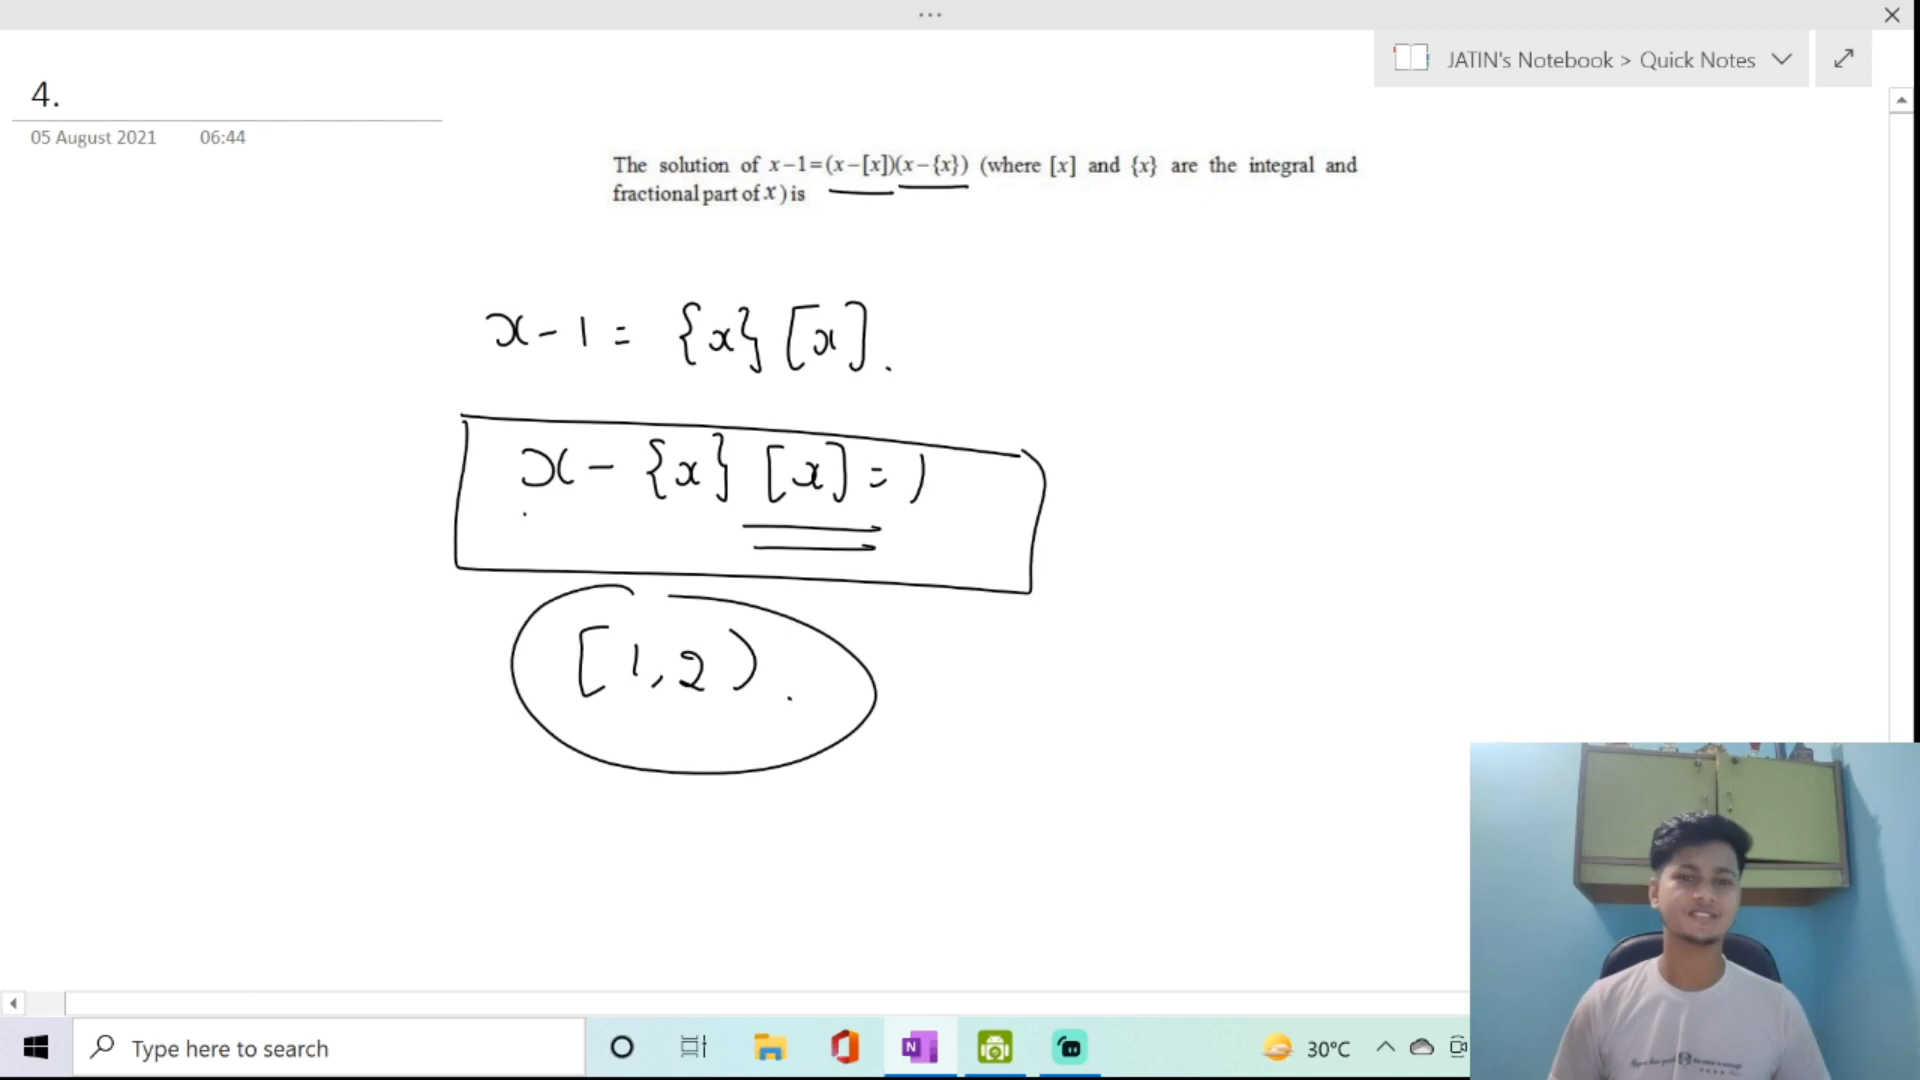 JATIN's Notebook > Quick Notes
4.
05 August 2021 06:44
The solution of x−1=(x−[x])(x−{x}) (where [x] and {x} are the integral and
fractional part of x) is
x − 1 = {x} [x].
x − {x} [x] = 1
[1, 2).
Type here to search
N
30°C